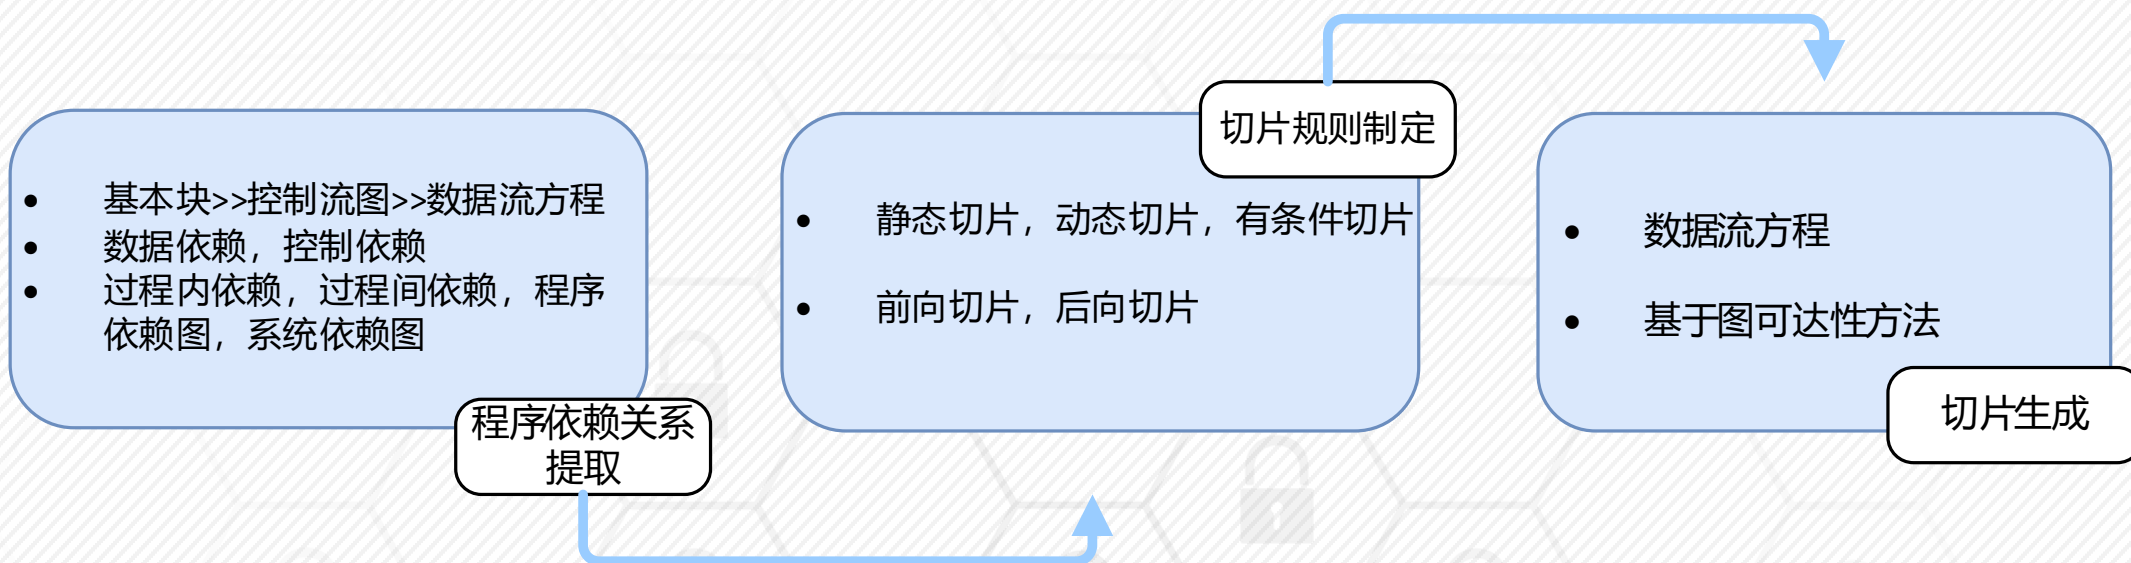 基本块>>控制流图>>数据流方程
数据依赖，控制依赖
过程内依赖，过程间依赖，程序
依赖图，系统依赖图
程序依赖关系
提取
切片规则制定
静态切片，动态切片，有条件切片
前向切片，后向切片
数据流方程
基于图可达性方法
切片生成